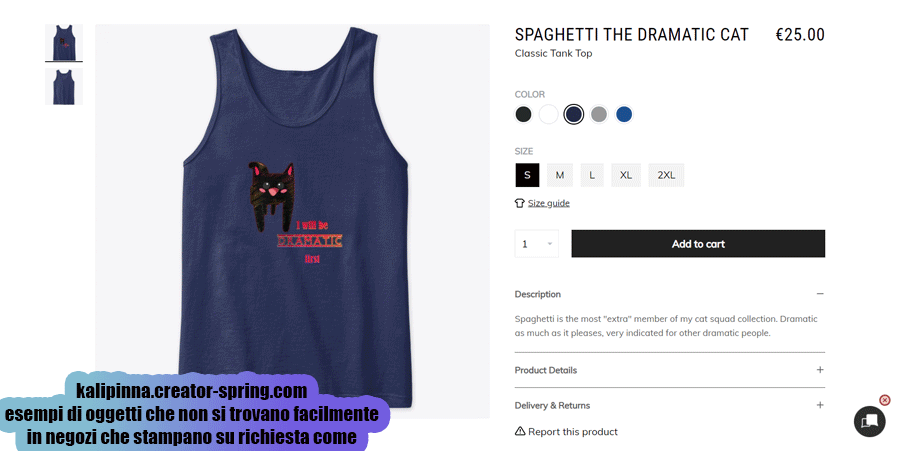 SPAGHETTI THE DRAMATIC CAT €25.00
Classic Tank Top
COLOR
SIZE
S M L XL 2XL
Size guide
1 Add to cart
Description
Spaghetti is the most "extra" member of my cat squad collection. Dramatic
as much as it pleases, very indicated for other dramatic people.
Product Details
Delivery & Returns
Report this product
I will Be
DRAMATIC
first
kalipinna.creator-spring.com
esempi di oggetti che non si trovano facilmente
in negozi che stampano su richiesta come